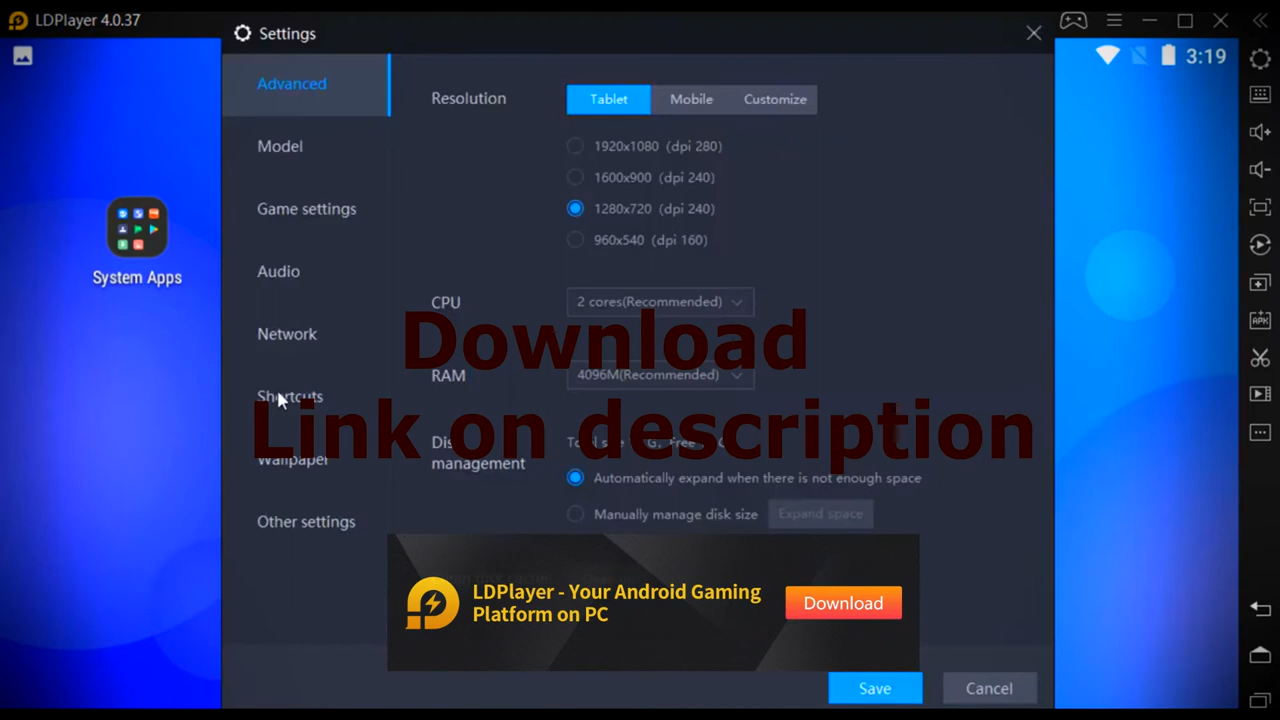 LDPlayer 4.0.37
Settings
3:19
Advanced
Model
Game settings
Audio
Network
Shortcuts
Wallpaper
Other settings
System Apps
Resolution
Tablet Mobile Customize
1920x1080 (dpi 280)
1600x900 (dpi 240)
1280x720 (dpi 240)
960x540 (dpi 160)
CPU
2 cores(Recommended)
Download
RAM
4096M(Recommended)
Link on description
management
Automatically expand when there is not enough space
Manually manage disk size
Expand space
LDPlayer - Your Android Gaming
Platform on PC
Download
Save
Cancel
APK